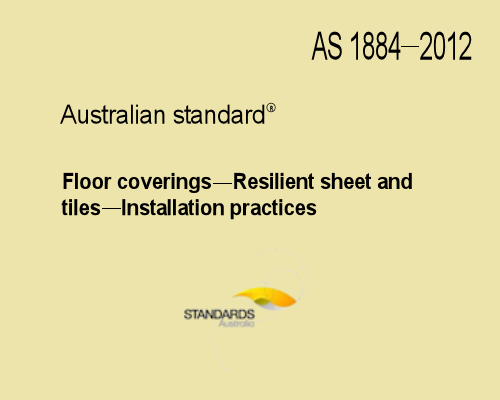 AS 1884—2012
Australian standard®
Floor coverings—Resilient sheet and
tiles—Installation practices
STANDARDS
Australia